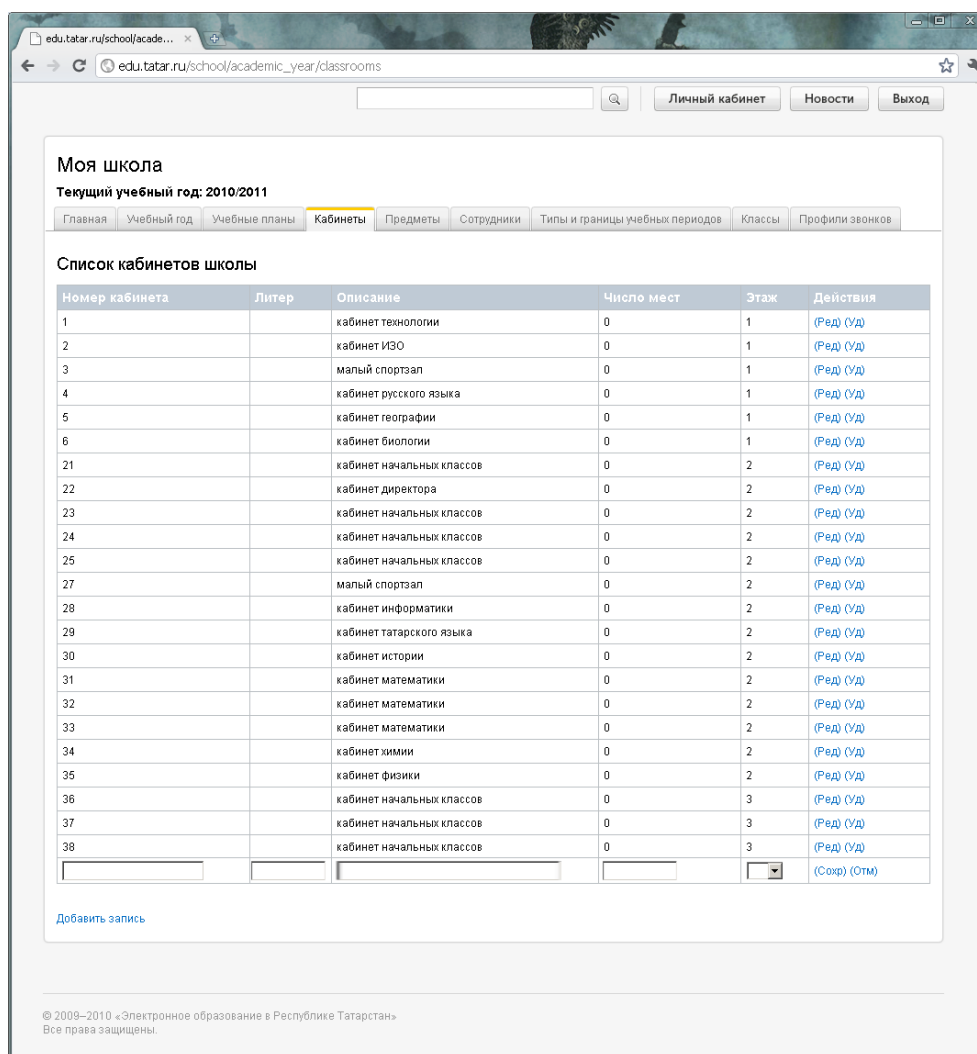 edu.tatar.ru/school/acade...
edu.tatar.ru/school/academic_year/classrooms
Личный кабинет Новости Выход
Моя школа
Текущий учебный год: 2010/2011
Главная Учебный год Учебные планы Кабинеты Предметы Сотрудники Типы и границы учебных периодов Классы Профили звонков
Список кабинетов школы
Номер кабинета Литер Описание Число мест Этаж Действия
1 кабинет технологии 0 1 (Ред) (Уд)
2 кабинет ИЗО 0 1 (Ред) (Уд)
3 малый спортзал 0 1 (Ред) (Уд)
4 кабинет русского языка 0 1 (Ред) (Уд)
5 кабинет географии 0 1 (Ред) (Уд)
6 кабинет биологии 0 1 (Ред) (Уд)
21 кабинет начальных классов 0 2 (Ред) (Уд)
22 кабинет директора 0 2 (Ред) (Уд)
23 кабинет начальных классов 0 2 (Ред) (Уд)
24 кабинет начальных классов 0 2 (Ред) (Уд)
25 кабинет начальных классов 0 2 (Ред) (Уд)
27 малый спортзал 0 2 (Ред) (Уд)
28 кабинет информатики 0 2 (Ред) (Уд)
29 кабинет татарского языка 0 2 (Ред) (Уд)
30 кабинет истории 0 2 (Ред) (Уд)
31 кабинет математики 0 2 (Ред) (Уд)
32 кабинет математики 0 2 (Ред) (Уд)
33 кабинет математики 0 2 (Ред) (Уд)
34 кабинет химии 0 2 (Ред) (Уд)
35 кабинет физики 0 2 (Ред) (Уд)
36 кабинет начальных классов 0 3 (Ред) (Уд)
37 кабинет начальных классов 0 3 (Ред) (Уд)
38 кабинет начальных классов 0 3 (Ред) (Уд)
(Сохр) (Отм)
Добавить запись
© 2009–2010 «Электронное образование в Республике Татарстан»
Все права защищены.